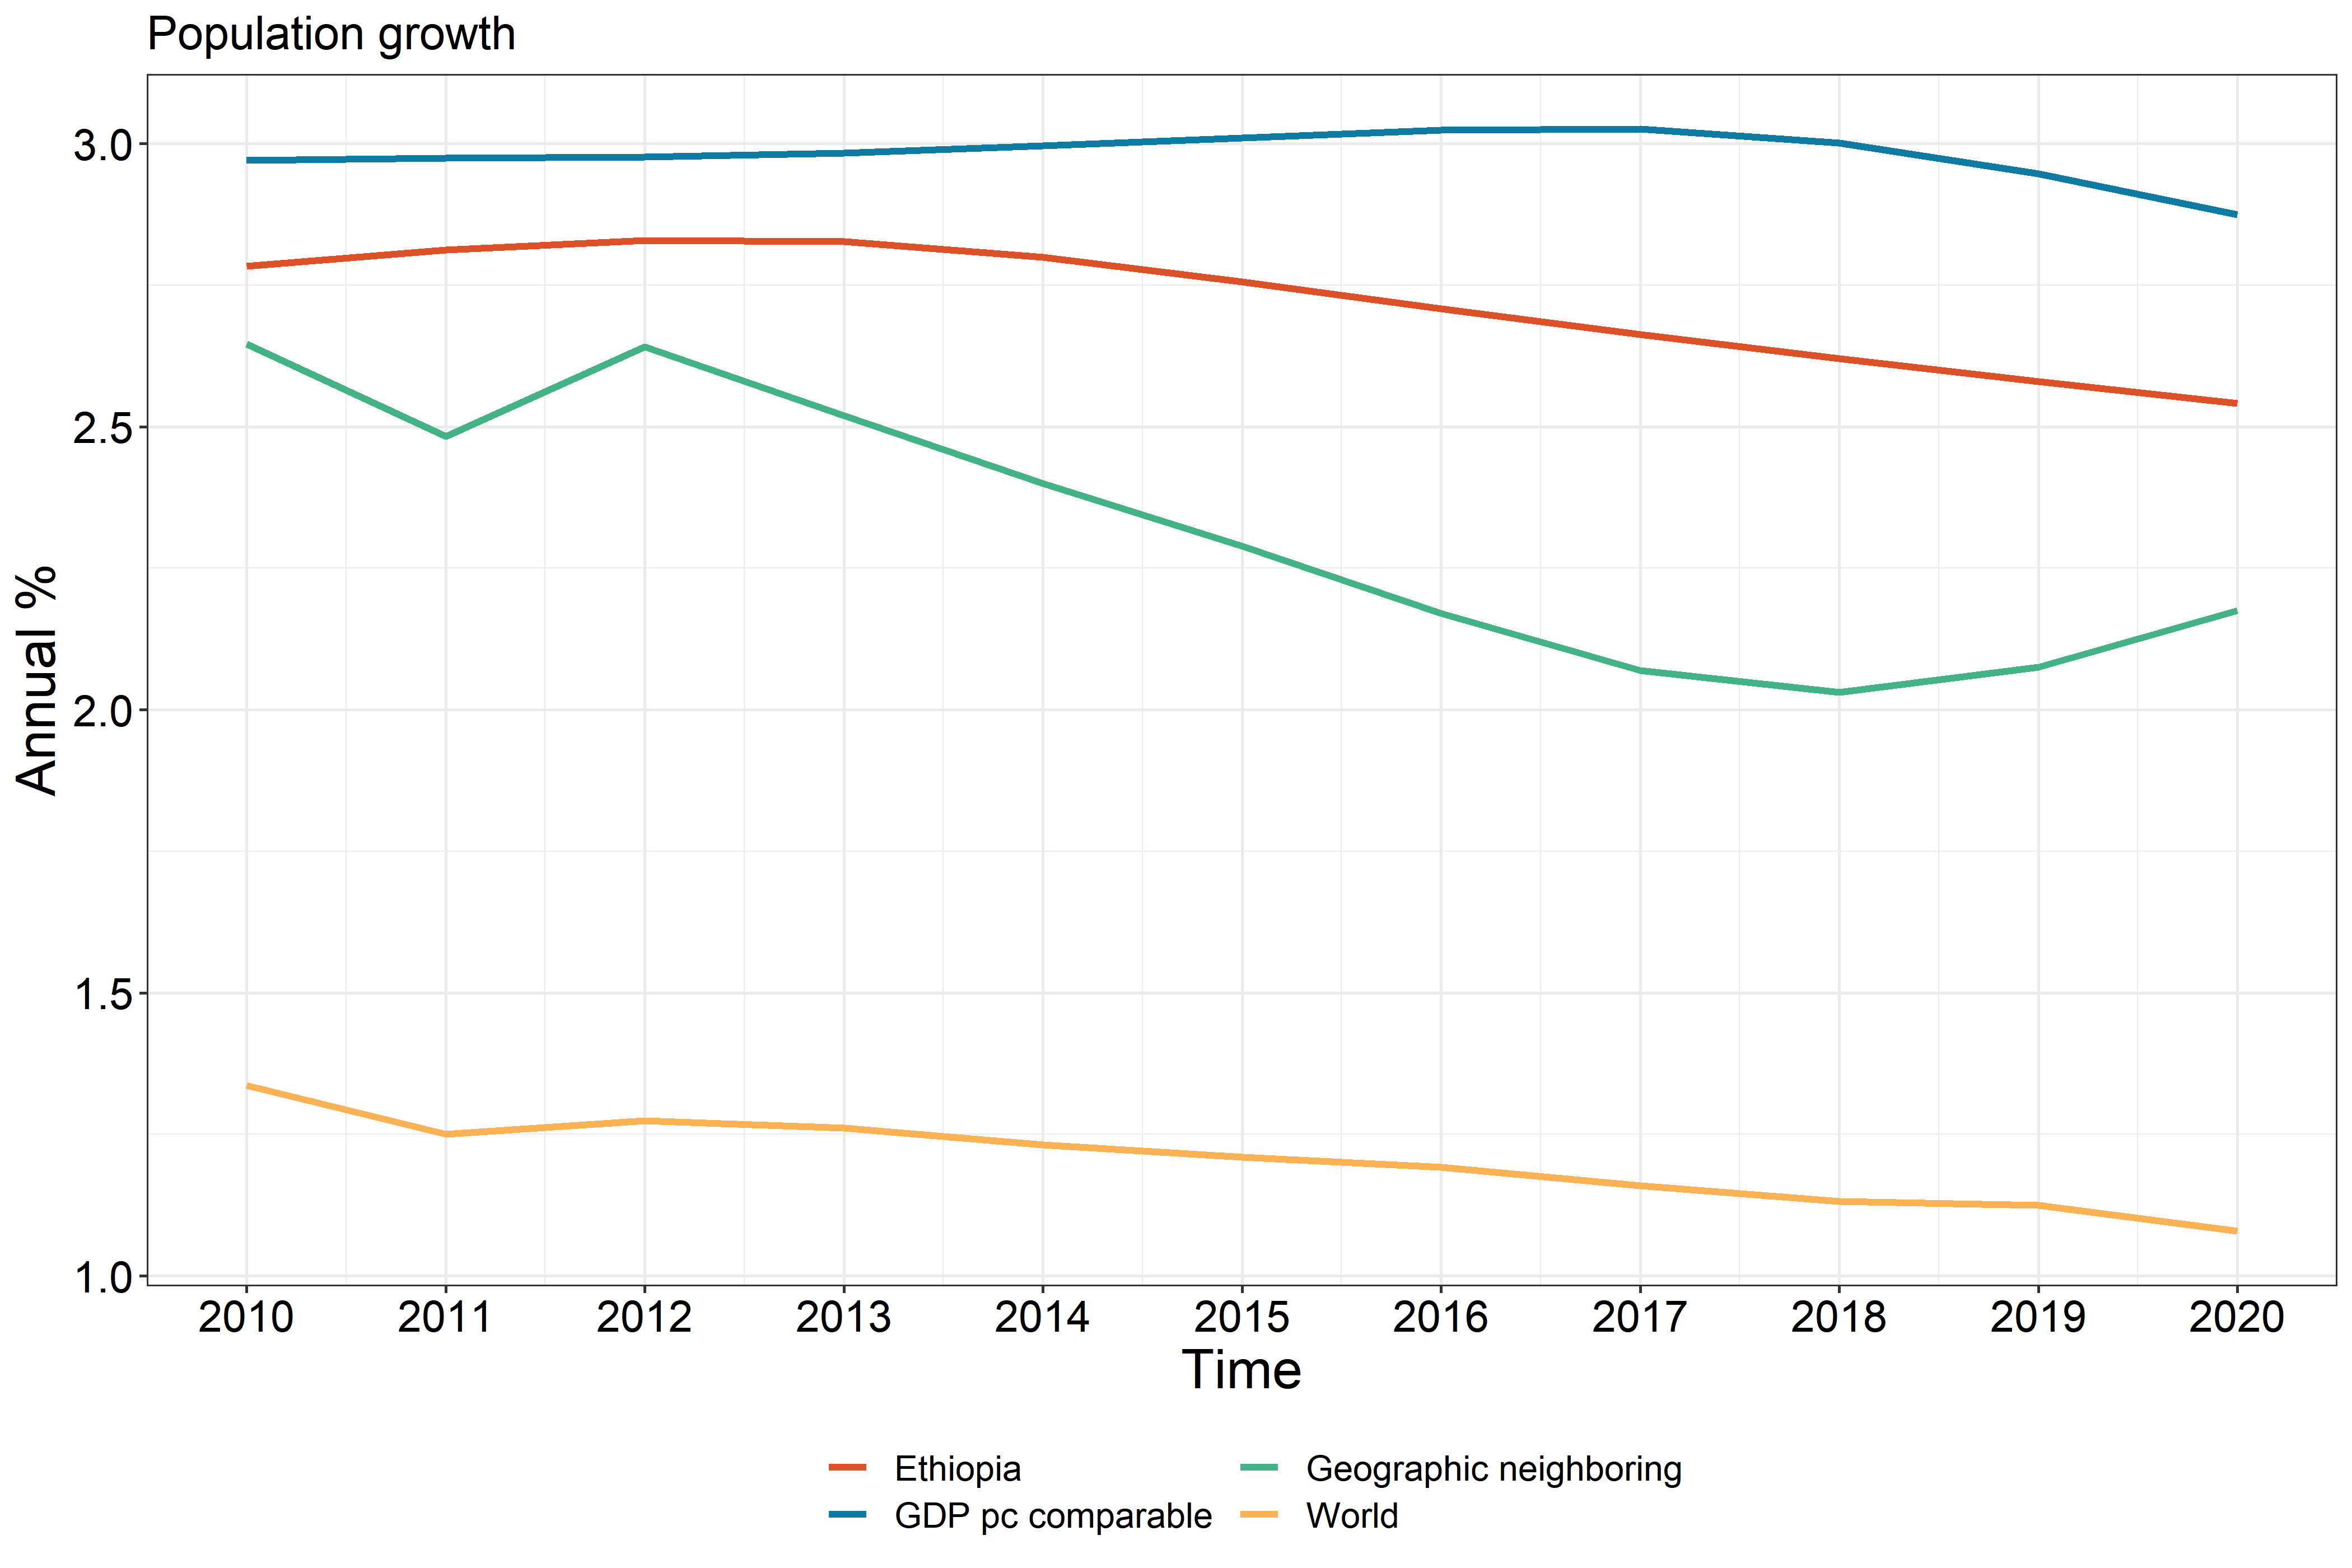 Population growth
Annual %
3.0
2.5
2.0
1.5
1.0
2010 2011 2012 2013 2014 2015 2016 2017 2018 2019 2020
Time
Ethiopia Geographic neighboring
GDP pc comparable World